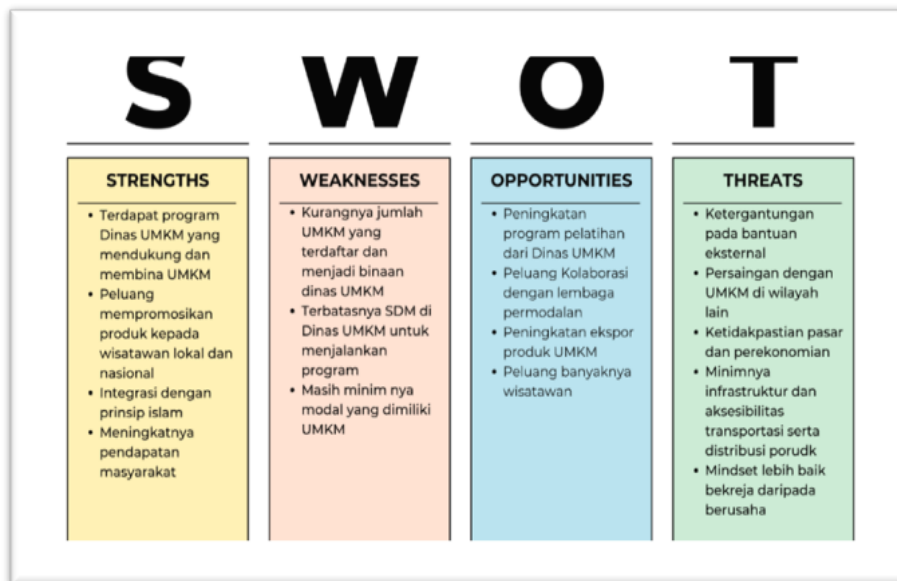 S
W
O
T
STRENGTHS
• Terdapat program
Dinas UMKM yang
mendukung dan
membina UMKM
• Peluang
mempromosikan
produk kepada
wisatawan lokal dan
nasional
• Integrasi dengan
prinsip islam
• Meningkatnya
pendapatan
masyarakat
WEAKNESSES
• Kurangnya jumlah
UMKM yang
terdaftar dan
menjadi binaan
dinas UMKM
• Terbatasnya SDM di
Dinas UMKM untuk
menjalankan
program
• Masih minim nya
modal yang dimiliki
UMKM
OPPORTUNITIES
• Peningkatan
program pelatihan
dari Dinas UMKM
• Peluang Kolaborasi
dengan lembaga
permodalan
• Peningkatan ekspor
produk UMKM
• Peluang banyaknya
wisatawan
THREATS
• Ketergantungan
pada bantuan
eksternal
• Persaingan dengan
UMKM di wilayah
lain
• Ketidakpastian pasar
dan perekonomian
• Minimnya
infrastruktur dan
aksesibilitas
transportasi serta
distribusi porudk
• Mindset lebih baik
bekreja daripada
berusaha